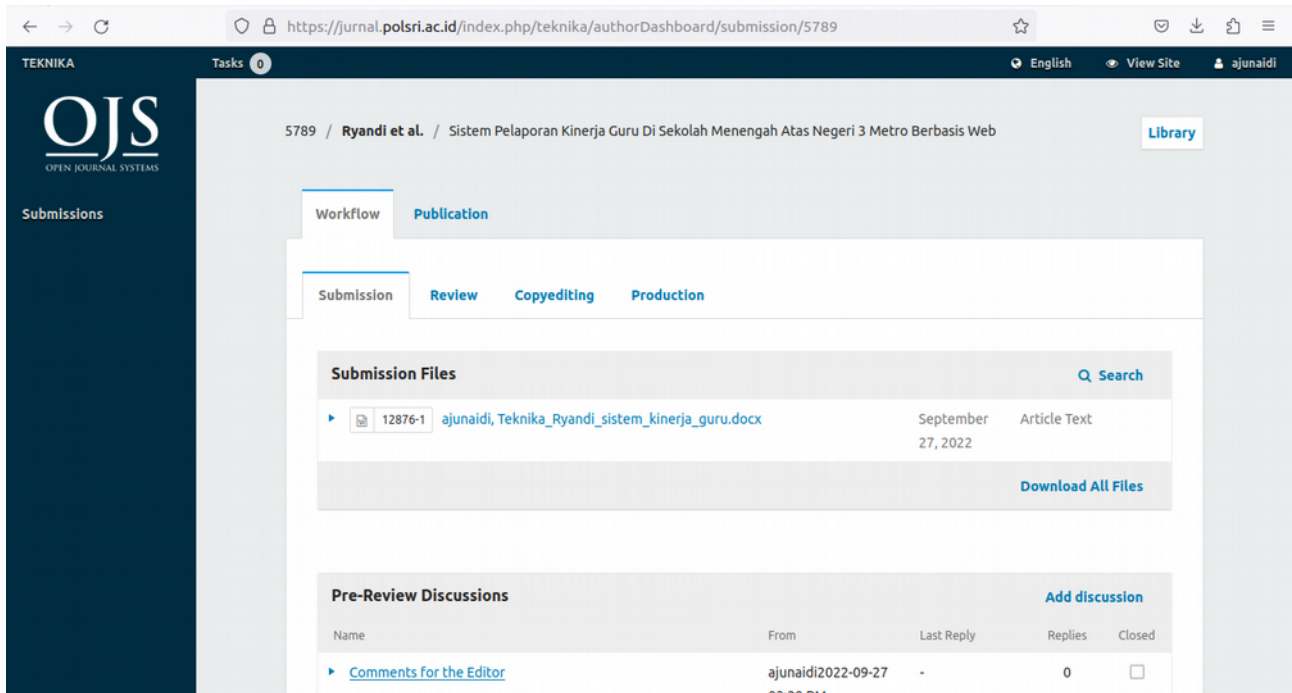 https://jurnal.polsri.ac.id/index.php/teknika/authorDashboard/submission/5789
TEKNIKA Tasks 0 English View Site ajunaidi
OJS
OPEN JOURNAL SYSTEMS
5789 / Ryandi et al. / Sistem Pelaporan Kinerja Guru Di Sekolah Menengah Atas Negeri 3 Metro Berbasis Web Library
Submissions
Workflow Publication
Submission Review Copyediting Production
Submission Files Search
12876-1 ajunaidi, Teknika_Ryandi_sistem_kinerja_guru.docx September 27, 2022 Article Text
Download All Files
Pre-Review Discussions Add discussion
Name From Last Reply Replies Closed
Comments for the Editor ajunaidi2022-09-27 - 0